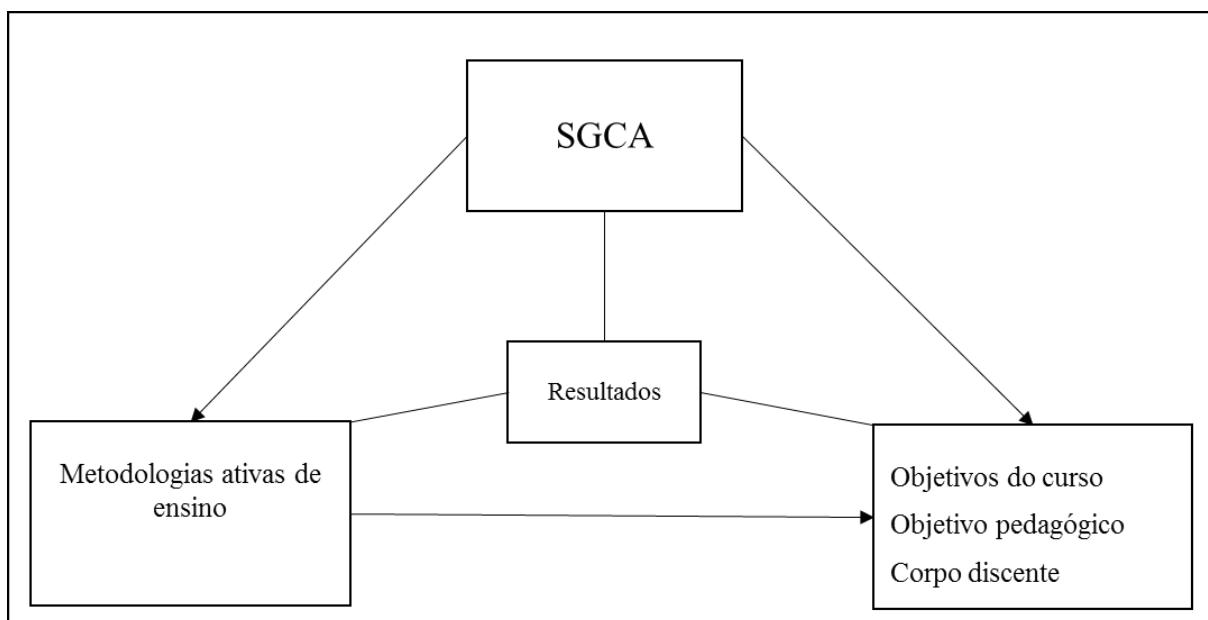 SGCA
Resultados
Metodologias ativas de
ensino
Objetivos do curso
Objetivo pedagógico
Corpo discente